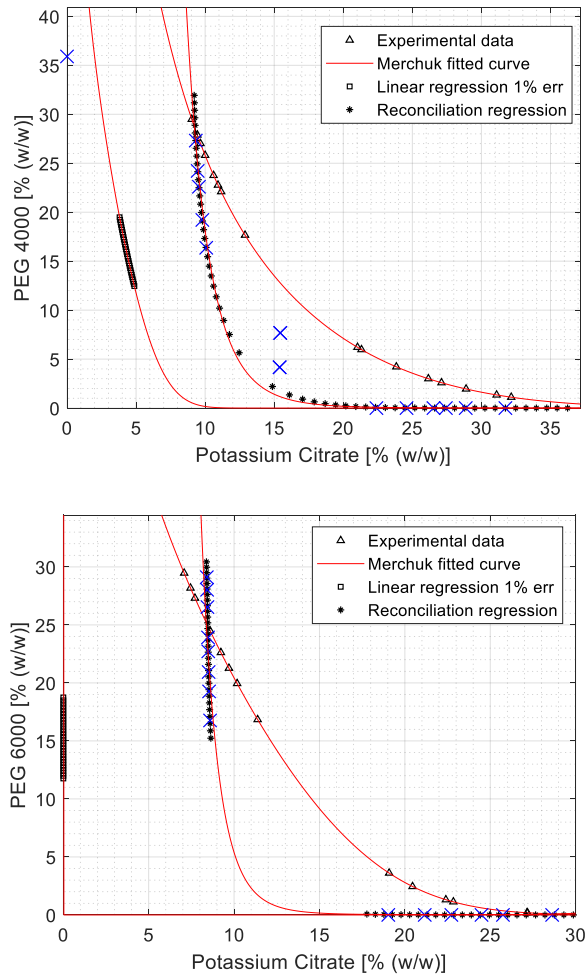 40
35
30
25
20
15
10
5
0
PEG 4000 [% (w/w)]
Experimental data
Merchuk fitted curve
Linear regression 1% err
Reconciliation regression
0 5 10 15 20 25 30 35
Potassium Citrate [% (w/w)]
30
25
20
15
10
5
0
PEG 6000 [% (w/w)]
Experimental data
Merchuk fitted curve
Linear regression 1% err
Reconciliation regression
0 5 10 15 20 25 30
Potassium Citrate [% (w/w)]